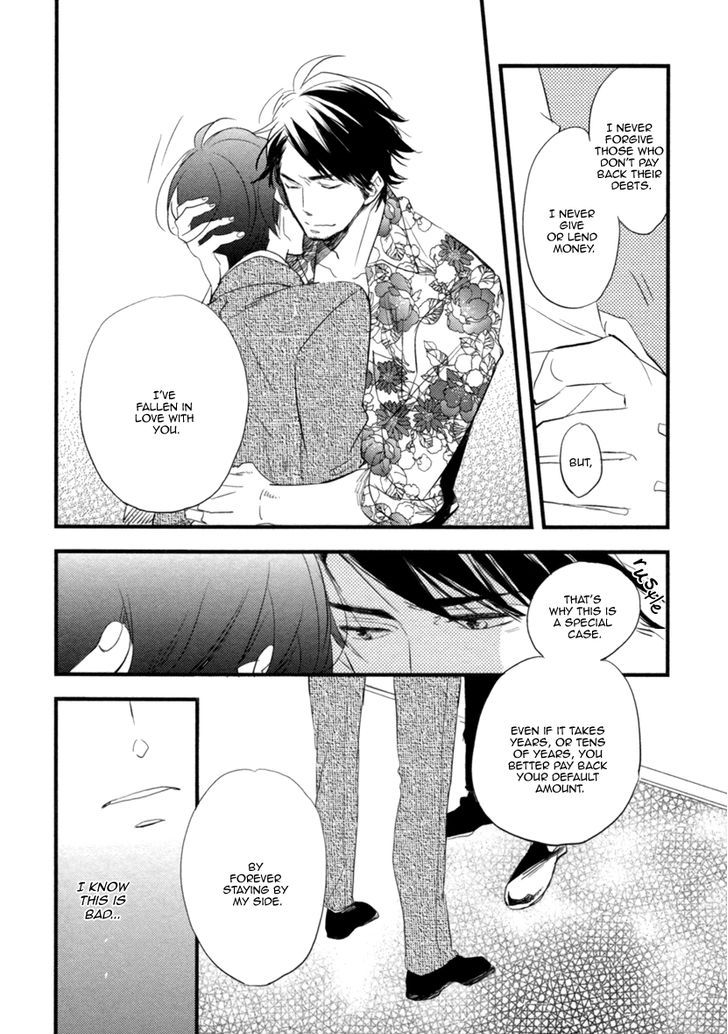 I NEVER
FORGIVE
THOSE WHO
DON'T PAY
BACK THEIR
DEBTS.
I NEVER
GIVE
OR LEND
MONEY.
BUT,
I'VE
FALLEN IN
LOVE WITH
YOU.
rustle
THAT'S
WHY THIS IS
A SPECIAL
CASE.
EVEN IF IT TAKES
YEARS, OR TENS
OF YEARS, YOU
BETTER PAY BACK
YOUR DEFAULT
AMOUNT.
BY
FOREVER
STAYING BY
MY SIDE.
I KNOW
THIS IS
BAD...